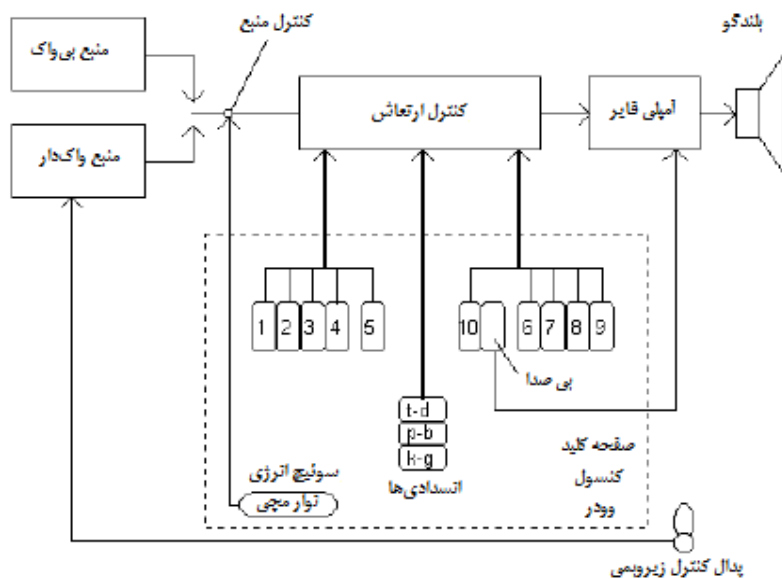 بلندگو
کنترل منبع
منبع بی‌واک
آمپلی فایر
کنترل ارتعاش
منبع واک‌دار
1 2 3 4 5 10 6 7 8 9
بی صدا
t-d
p-b
k-g
انسدادی‌ها
سوئیچ انرژی
نوار مچی
صفحه کلید
کنسول
وودر
پدال کنترل زیروبمی